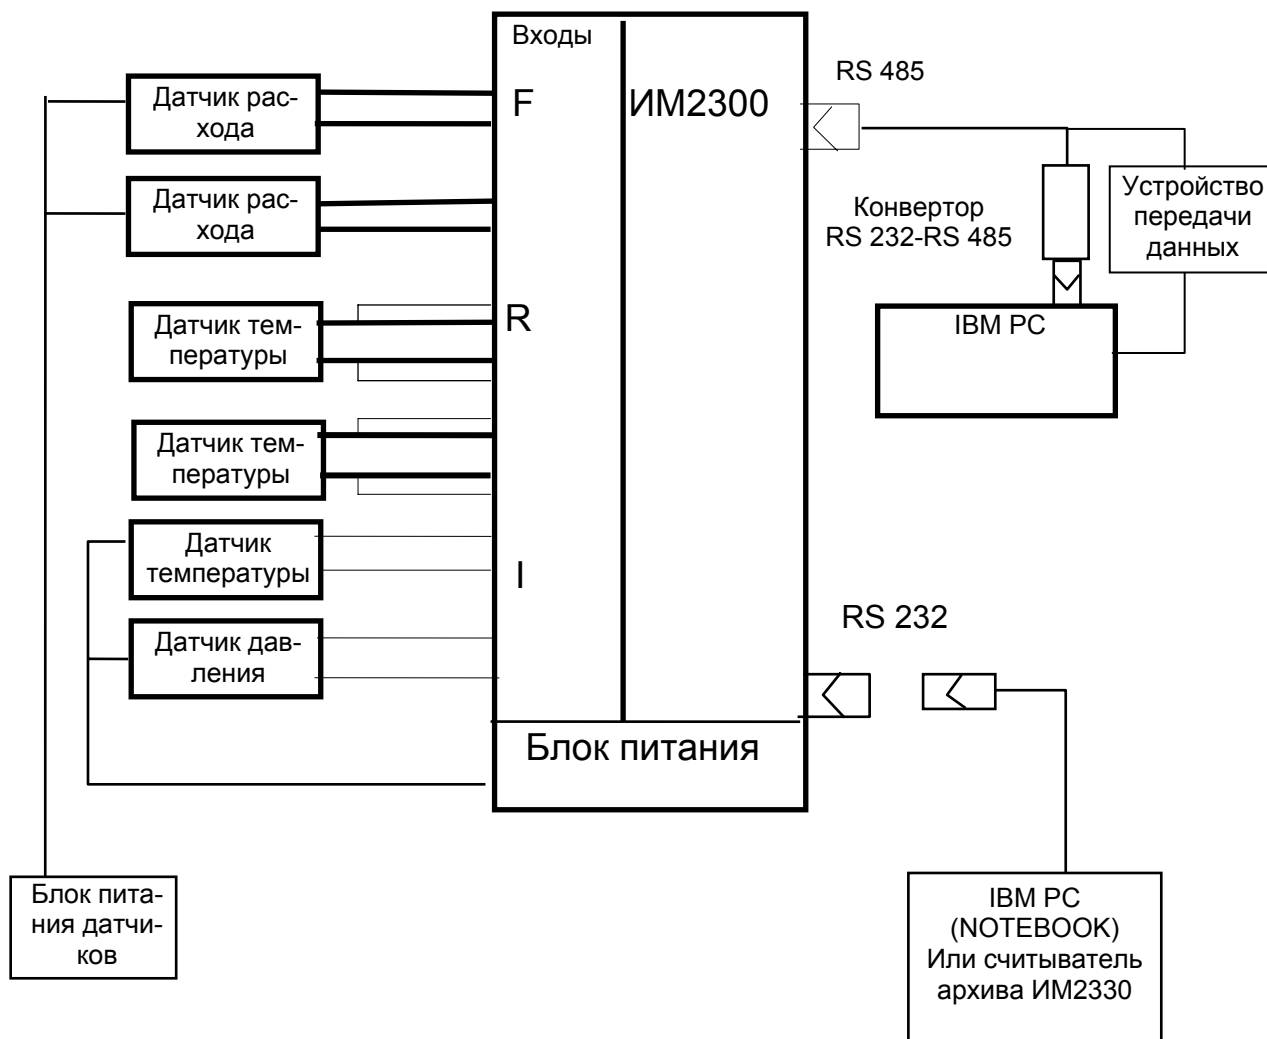 Входы
RS 485
Датчик рас-
хода
F
ИМ2300
Датчик рас-
хода
Конвертор
RS 232-RS 485
Устройство
передачи
данных
Датчик тем-
пературы
R
IBM PC
Датчик тем-
пературы
Датчик
температуры
I
Датчик дав-
ления
RS 232
Блок питания
Блок пита-
ния датчи-
ков
IBM PC
(NOTEBOOK)
Или считыватель
архива ИМ2330